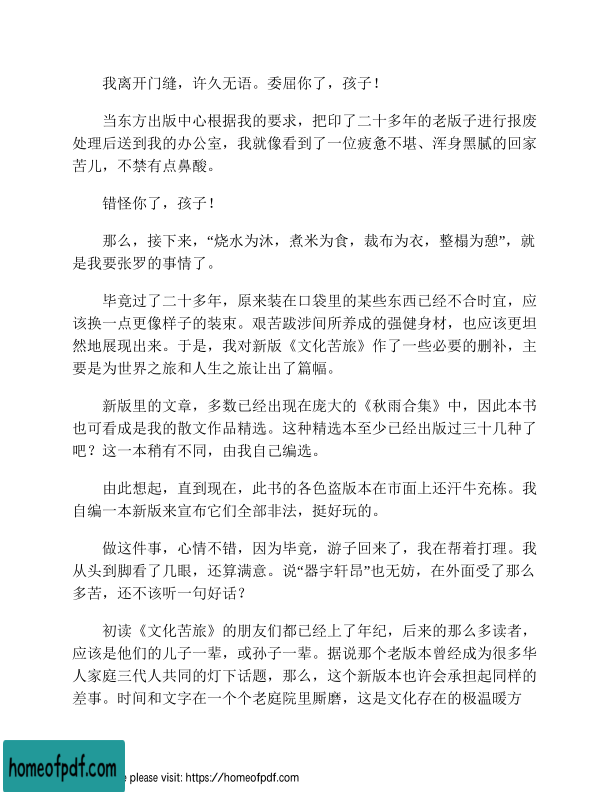 我离开门缝，许久无语。委屈你了，孩子！
当东方出版中心根据我的要求，把印了二十多年的老版子进行报废
处理后送到我的办公室，我就像看到了一位疲惫不堪、浑身黑腻的回家
苦儿，不禁有点鼻酸。
错怪你了，孩子！
那么，接下来，“烧水为沐，煮米为食，裁布为衣，整榻为憩”，就
是我要张罗的事情了。
毕竟过了二十多年，原来装在口袋里的某些东西已经不合时宜，应
该换一点更像样子的装束。艰苦跋涉间所养成的强健身材，也应该更坦
然地展现出来。于是，我对新版《文化苦旅》作了一些必要的删补，主
要是为世界之旅和人生之旅让出了篇幅。
新版里的文章，多数已经出现在庞大的《秋雨合集》中，因此本书
也可看成是我的散文作品精选。这种精选本至少已经出版过三十几种了
吧？这一本稍有不同，由我自己编选。
由此想起，直到现在，此书的各色盗版本在市面上还汗牛充栋。我
自编一本新版来宣布它们全部非法，挺好玩的。
做这件事，心情不错，因为毕竟，游子回来了，我在帮着打理。我
从头到脚看了几眼，还算满意。说“器宇轩昂”也无妨，在外面受了那么
多苦，还不该听一句好话？
初读《文化苦旅》的朋友们都已经上了年纪，后来的那么多读者，
应该是他们的儿子一辈，或孙子一辈。据说那个老版本曾经成为很多华
人家庭三代人共同的灯下话题，那么，这个新版本也许会承担起同样的
差事。时间和文字在一个个老庭院里厮磨，这是文化存在的极温暖方
homeofpdf.com
e please visit: https://homeofpdf.com